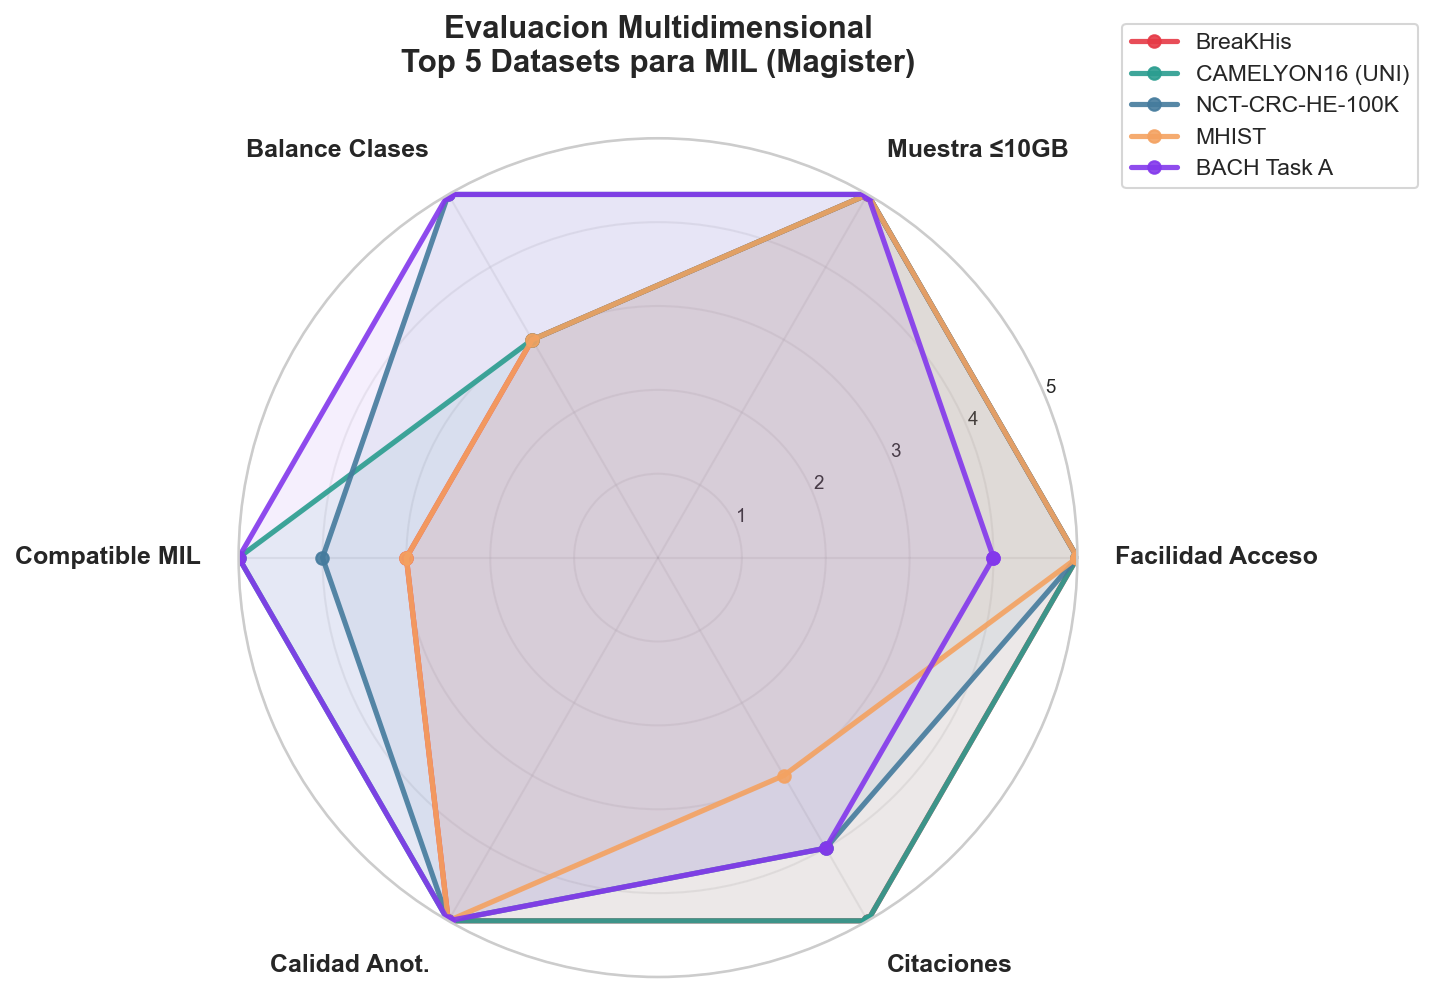 Evaluacion Multidimensional
Top 5 Datasets para MIL (Magister)
BreaKHis
CAMELYON16 (UNI)
NCT-CRC-HE-100K
MHIST
BACH Task A
Balance Clases
Muestra ≤10GB
5
4
3
2
1
Compatible MIL
Facilidad Acceso
Calidad Anot.
Citaciones